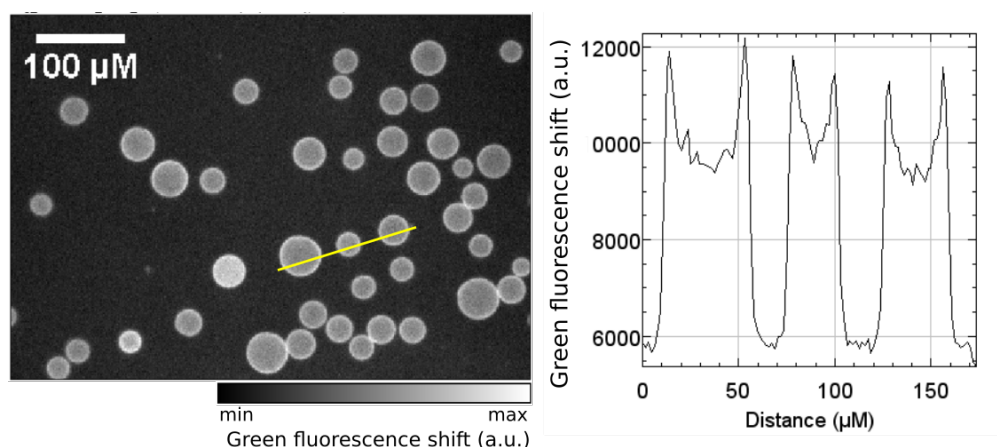 100 µM
min max
Green fluorescence shift (a.u.)
Green fluorescence shift (a.u.)
12000
0000
8000
6000
0 50 100 150
Distance (µM)